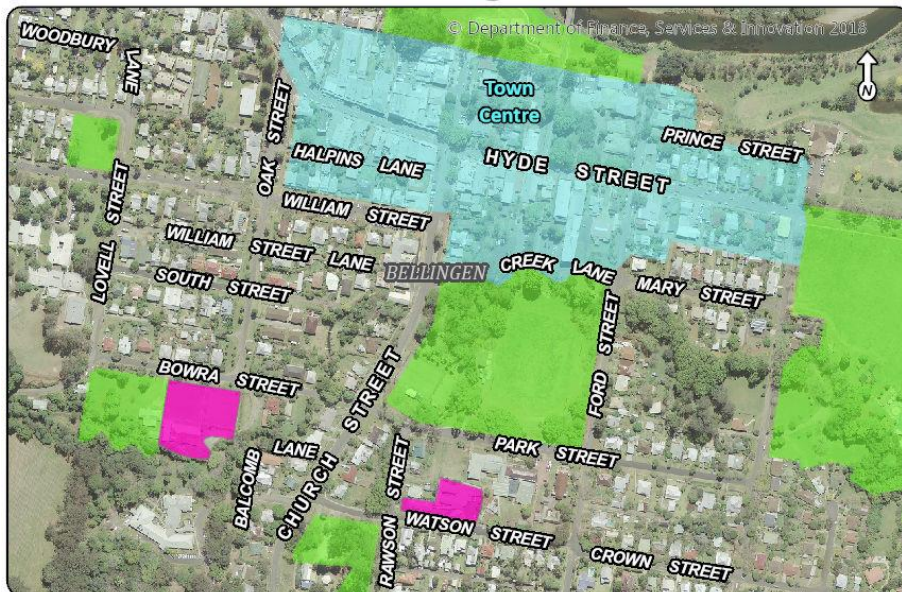 © Department of Finance, Services & Innovation 2018
WOODBURY
LANE
Town
Centre
N
OAK STREET
PRINCE STREET
HALPINS LANE
HYDE STREET
LOVELL STREET
WILLIAM STREET
WILLIAM STREET LANE
BELLINGEN
CREEK LANE
SOUTH STREET
MARY STREET
FORD STREET
BOWRA STREET
CHURCH STREET
BALCOMB LANE
RAWSON STREET
PARK STREET
WATSON STREET
CROWN STREET